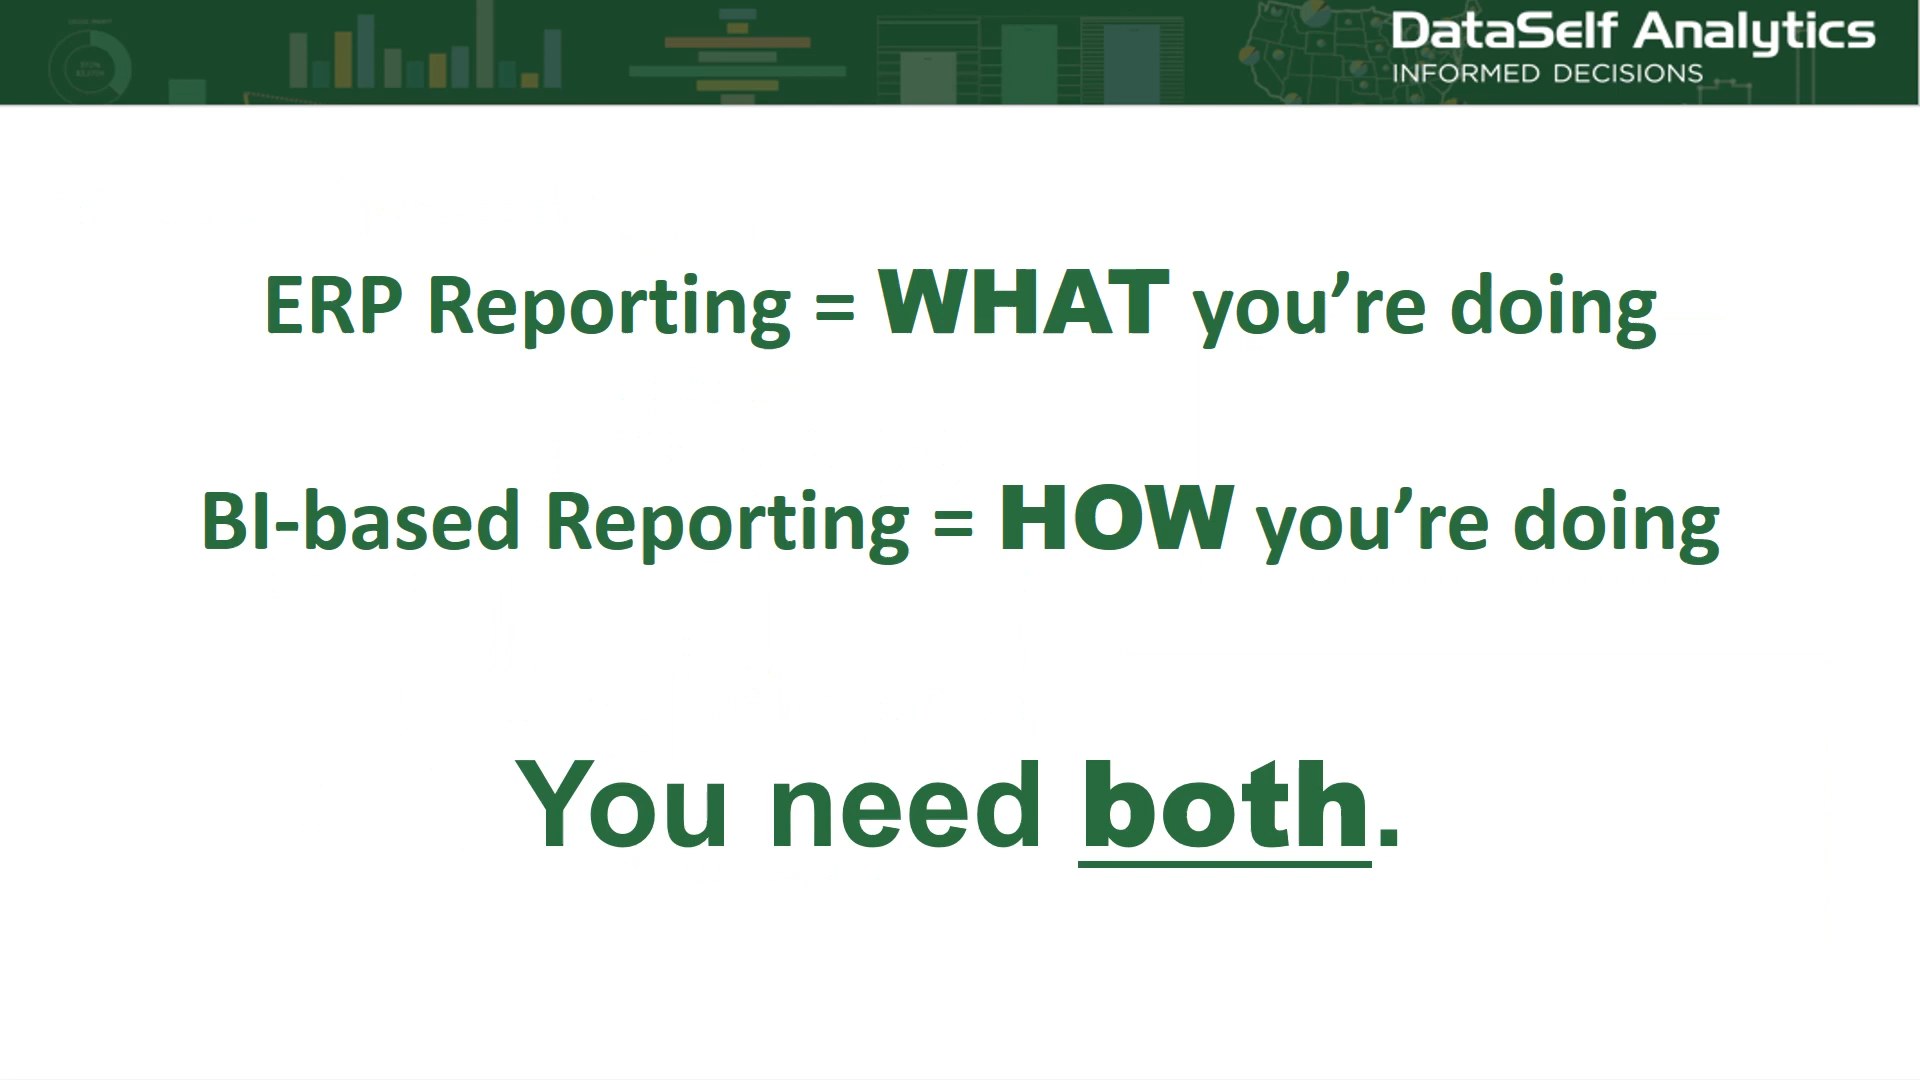 DataSelf Analytics
INFORMED DECISIONS
ERP Reporting = WHAT you’re doing
BI-based Reporting = HOW you’re doing
You need both.